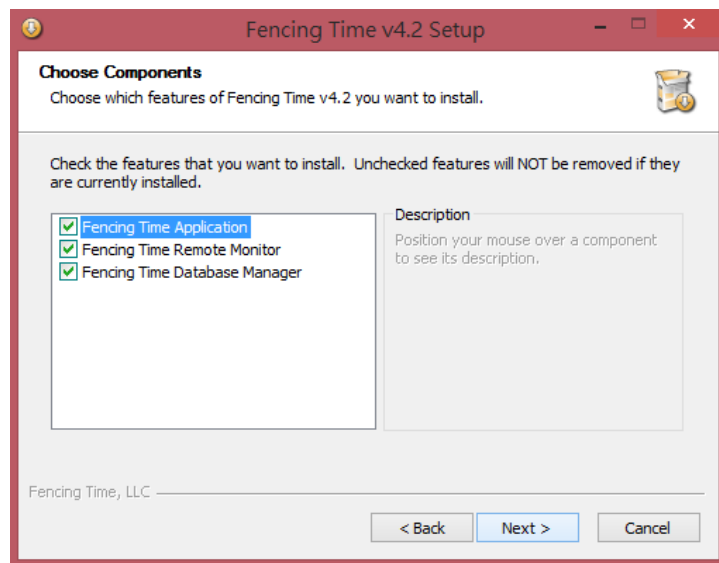 Fencing Time v4.2 Setup
Choose Components
Choose which features of Fencing Time v4.2 you want to install.
Check the features that you want to install.  Unchecked features will NOT be removed if they
are currently installed.
Fencing Time Application
Fencing Time Remote Monitor
Fencing Time Database Manager
Description
Position your mouse over a component
to see its description.
Fencing Time, LLC
< Back
Next >
Cancel